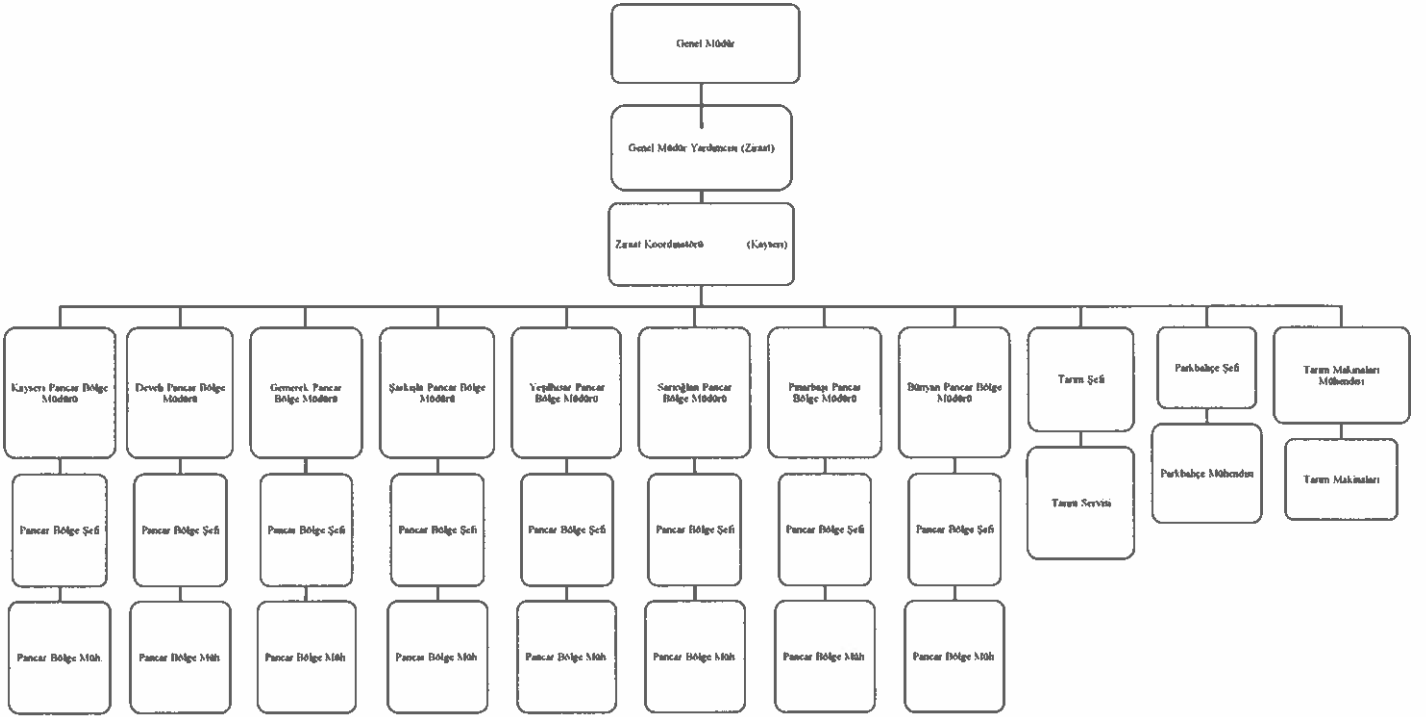 Genel Müdür
Genel Müdür Yardımcısı (Ziraat)
Ziraat Koordinatörü (Kayseri)
Kayseri Pancar Bölge
Müdürü
Develi Pancar Bölge
Müdürü
Gemerek Pancar
Bölge Müdürü
Şarkışla Pancar Bölge
Müdürü
Yeşilhisar Pancar
Bölge Müdürü
Sarıoğlan Pancar
Bölge Müdürü
Pınarbaşı Pancar
Bölge Müdürü
Bünyan Pancar Bölge
Müdürü
Tarım Şefi
Parkbahçe Şefi
Tarım Makinaları
Mühendisi
Pancar Bölge Şefi
Pancar Bölge Şefi
Pancar Bölge Şefi
Pancar Bölge Şefi
Pancar Bölge Şefi
Pancar Bölge Şefi
Pancar Bölge Şefi
Pancar Bölge Şefi
Tarım Servisi
Parkbahçe Mühendisi
Tarım Makinaları
Pancar Bölge Müh.
Pancar Bölge Müh
Pancar Bölge Müh
Pancar Bölge Müh
Pancar Bölge Müh
Pancar Bölge Müh
Pancar Bölge Müh
Pancar Bölge Müh